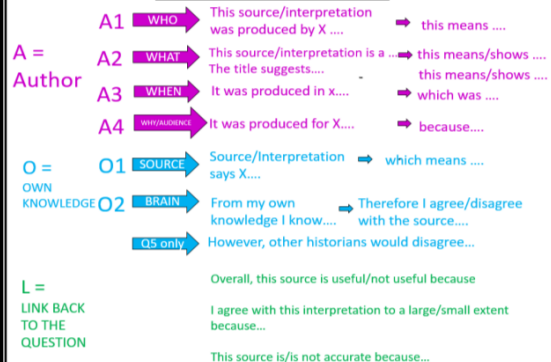 A = Author
A1 WHO This source/interpretation was produced by X .... this means ....
A2 WHAT This source/interpretation is a ... this means/shows ....
The title suggests.... this means/shows ....
A3 WHEN It was produced in x.... which was ....
A4 WHY/AUDIENCE It was produced for X.... because....
O = OWN KNOWLEDGE
O1 SOURCE Source/Interpretation says X.... which means ....
O2 BRAIN From my own knowledge I know.... Therefore I agree/disagree with the source....
Q5 only However, other historians would disagree...
L = LINK BACK TO THE QUESTION
Overall, this source is useful/not useful because
I agree with this interpretation to a large/small extent because...
This source is/is not accurate because...